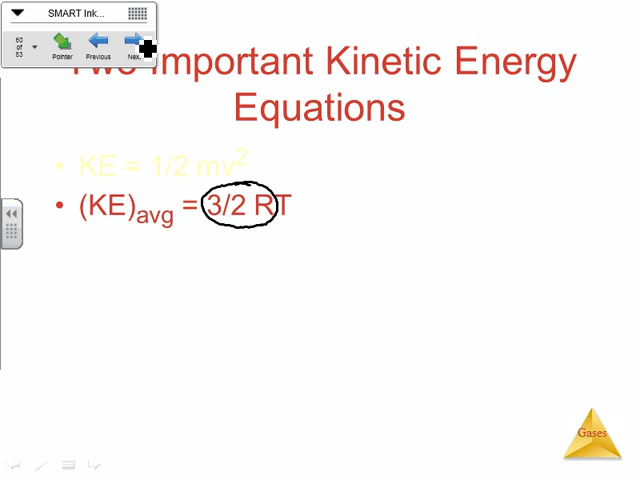 SMART Ink...
60
of
83
Pointer
Previous
Next
Two Important Kinetic Energy
Equations
• KE = 1/2 mv²
• (KE)avg = 3/2 RT
Gases